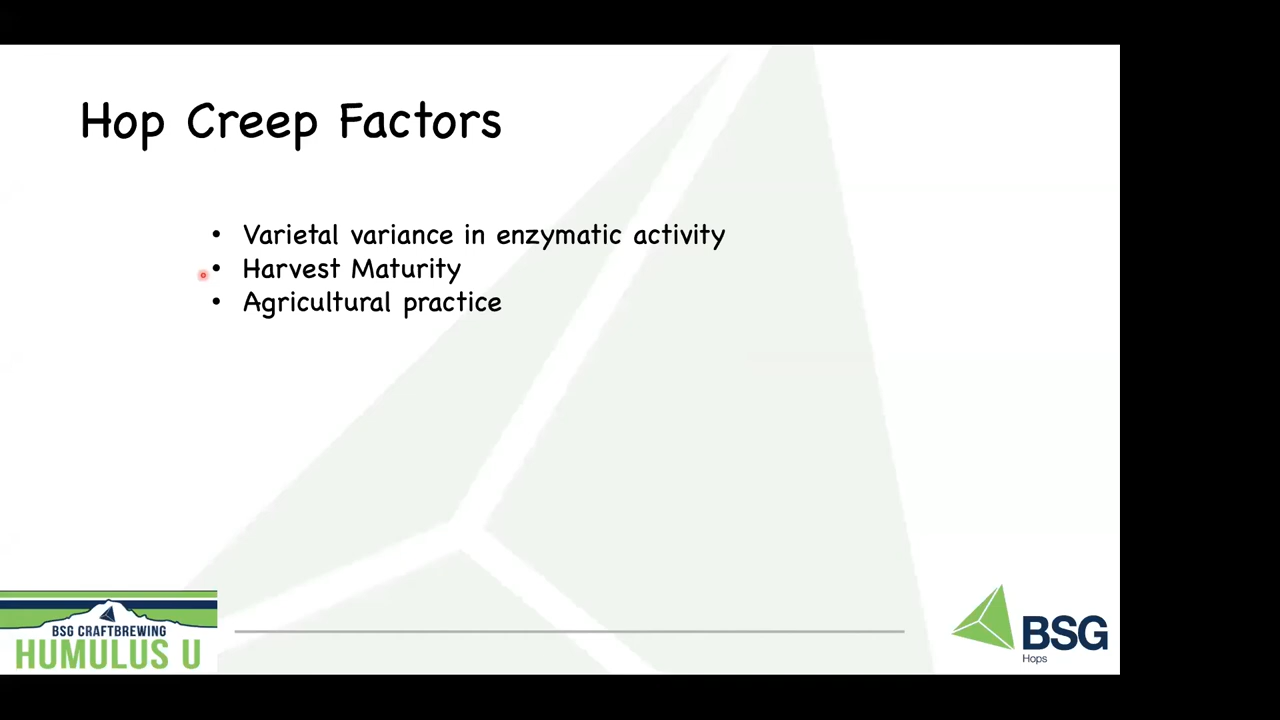 Hop Creep Factors
• Varietal variance in enzymatic activity
• Harvest Maturity
• Agricultural practice
BSG CRAFTBREWING
HUMULUS U
BSG
Hops